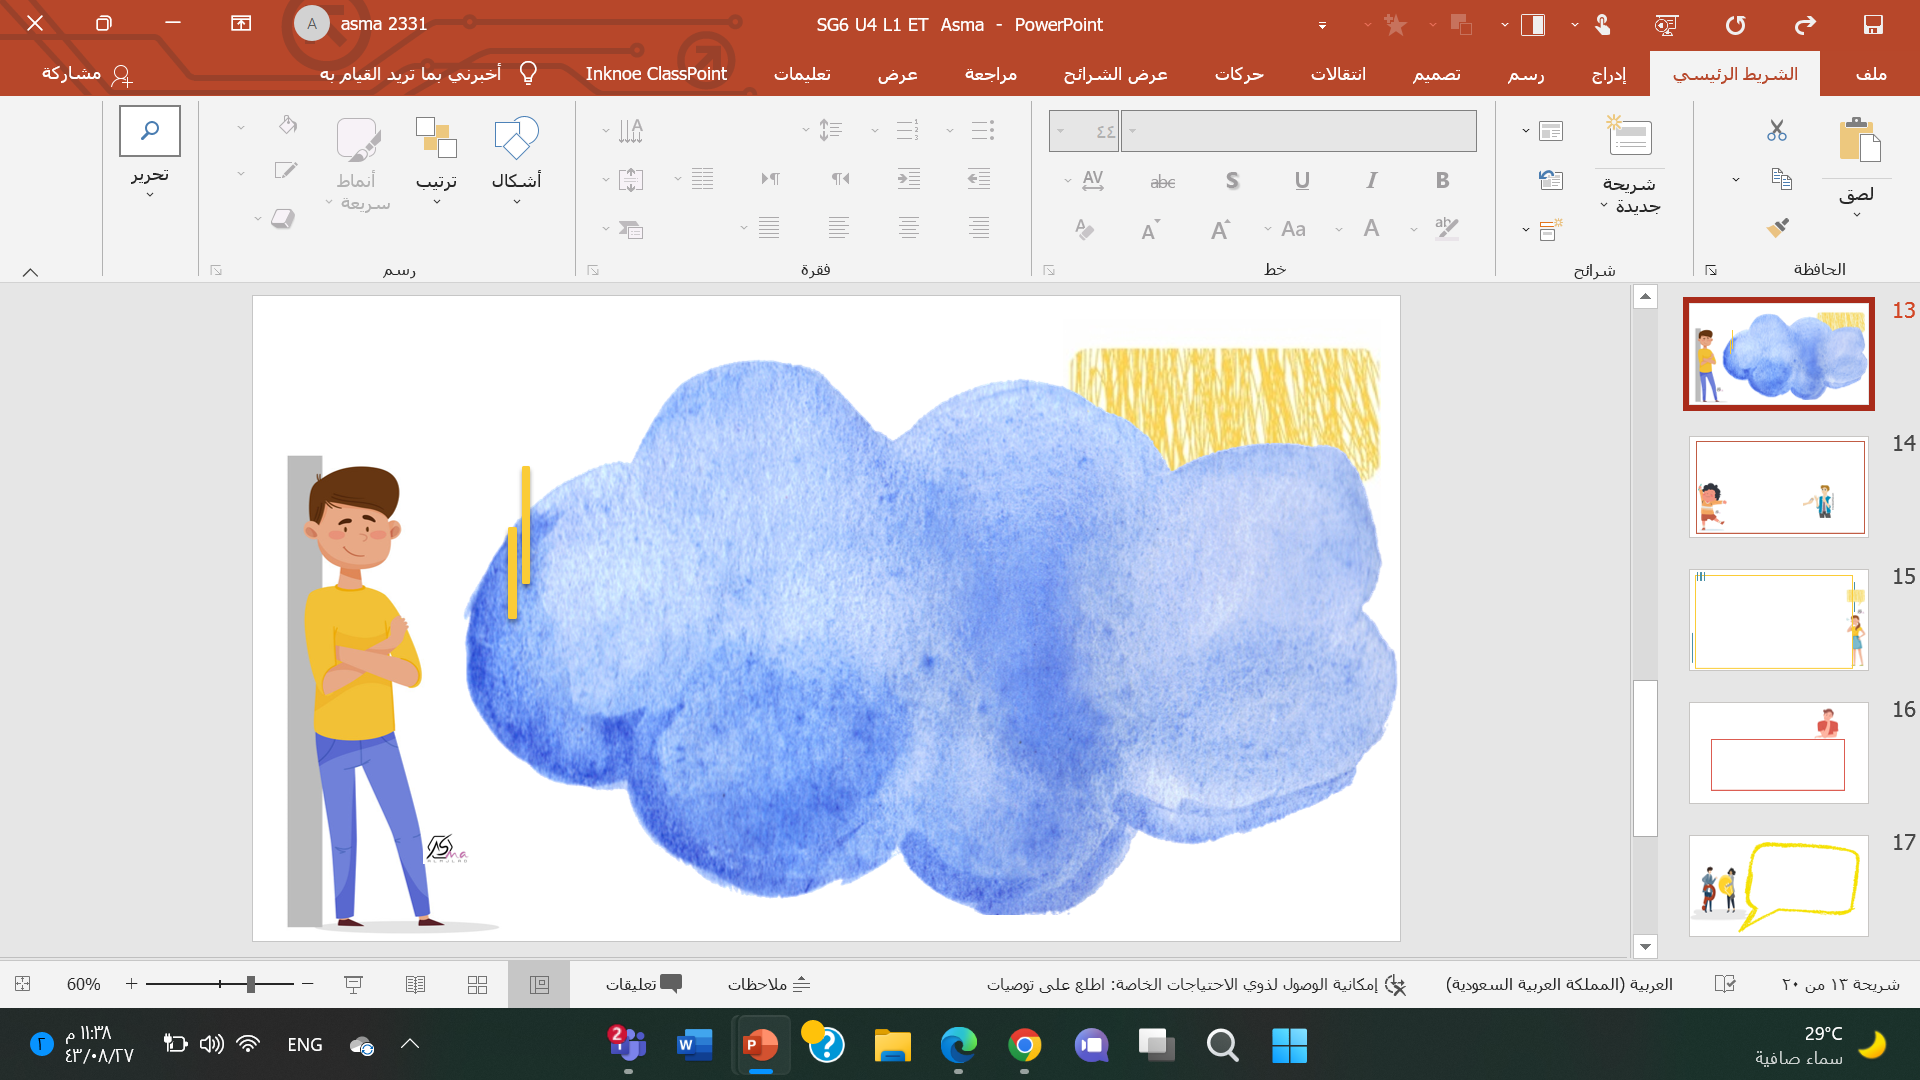 asma 2331
A
SG6 U4 L1 ET Asma - PowerPoint
ملف
الشريط الرئيسي
إدراج
رسم
تصميم
انتقالات
حركات
عرض الشرائح
مراجعة
عرض
تعليمات
Inknoe ClassPoint
أخبرني بما تريد القيام به
مشاركة
لصق
الحافظة
شريحة
جديدة
شرائح
٤٤
خط
فقرة
أشكال
ترتيب
أنماط
سريعة
رسم
تحرير
13
14
15
16
17
شريحة ١٣ من ٢٠
العربية (المملكة العربية السعودية)
إمكانية الوصول لذوي الاحتياجات الخاصة: اطلع على توصيات
ملاحظات
تعليقات
60%
29°C
سماء صافية
2
ENG
١١:٣٨ م
٤٣/٠٨/٢٧
٢